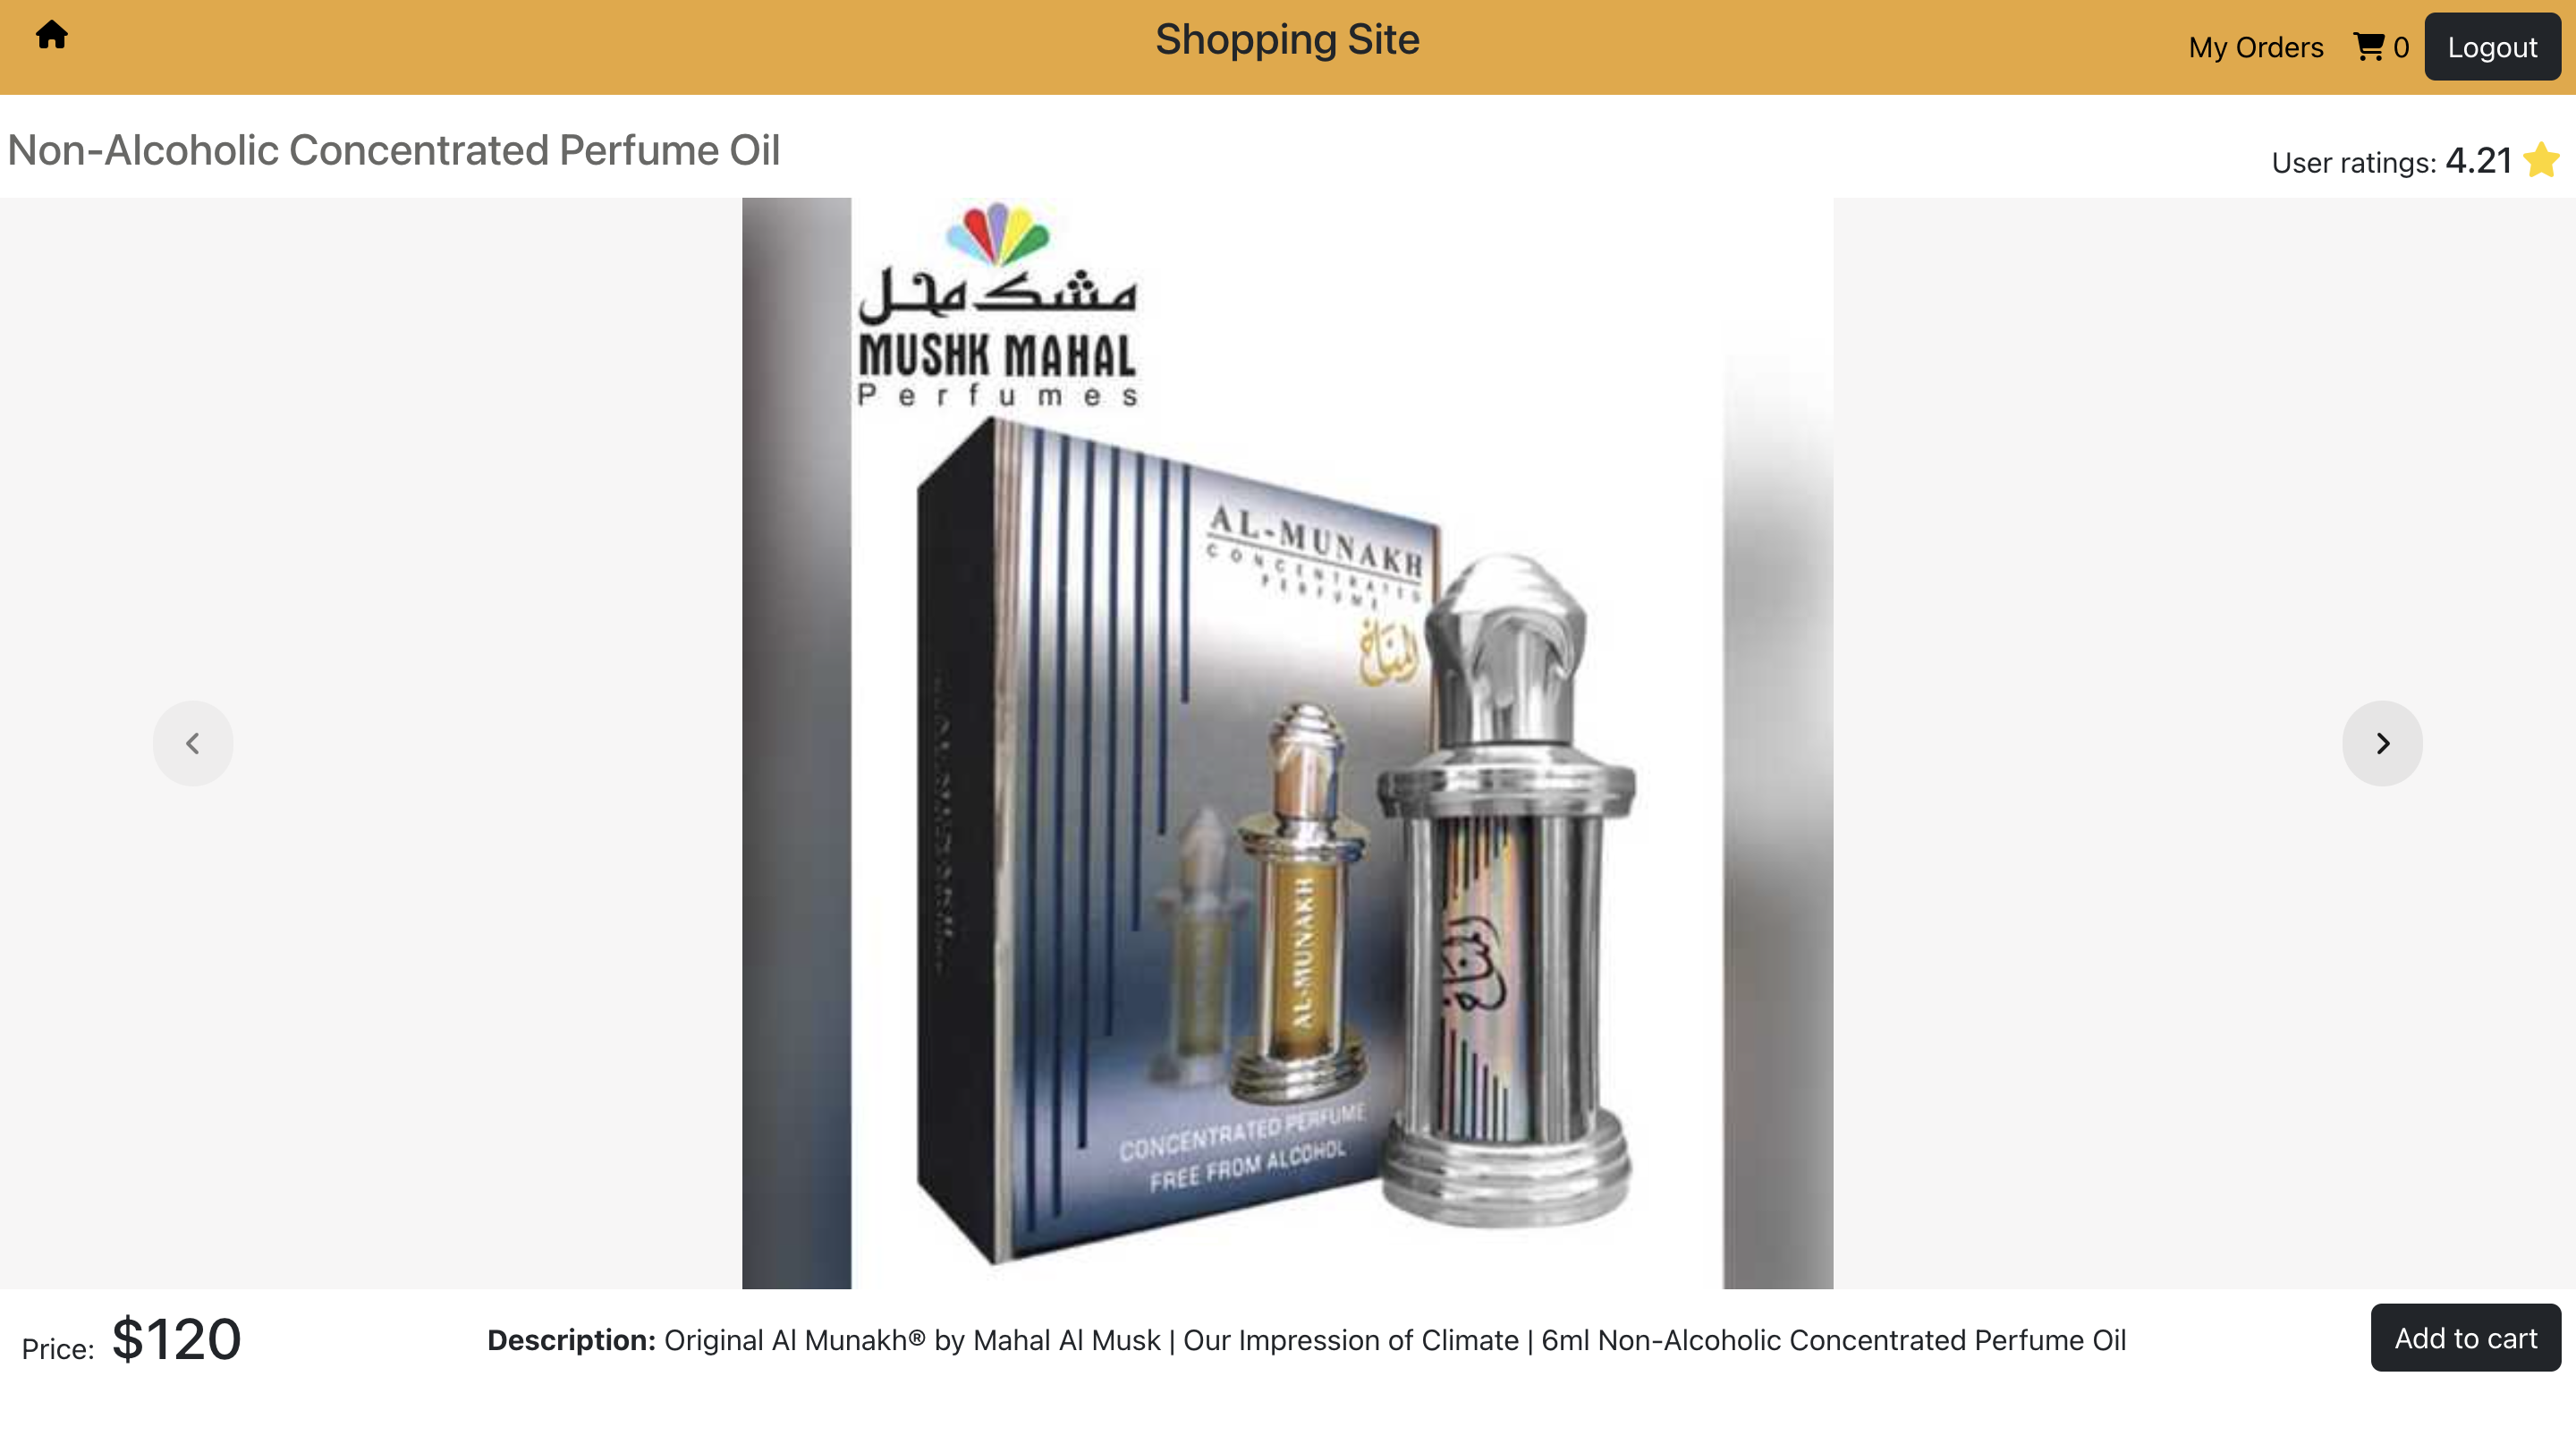 Shopping Site
My Orders
0
Logout
Non-Alcoholic Concentrated Perfume Oil
User ratings: 4.21
مشك محل
MUSHK MAHAL
Perfumes
AL-MUNAKH
CONCENTRATED
PERFUME
المناخ
AL-MUNAKH
المناخ
CONCENTRATED PERFUME
FREE FROM ALCOHOL
Price: $120
Description: Original Al Munakh® by Mahal Al Musk | Our Impression of Climate | 6ml Non-Alcoholic Concentrated Perfume Oil
Add to cart